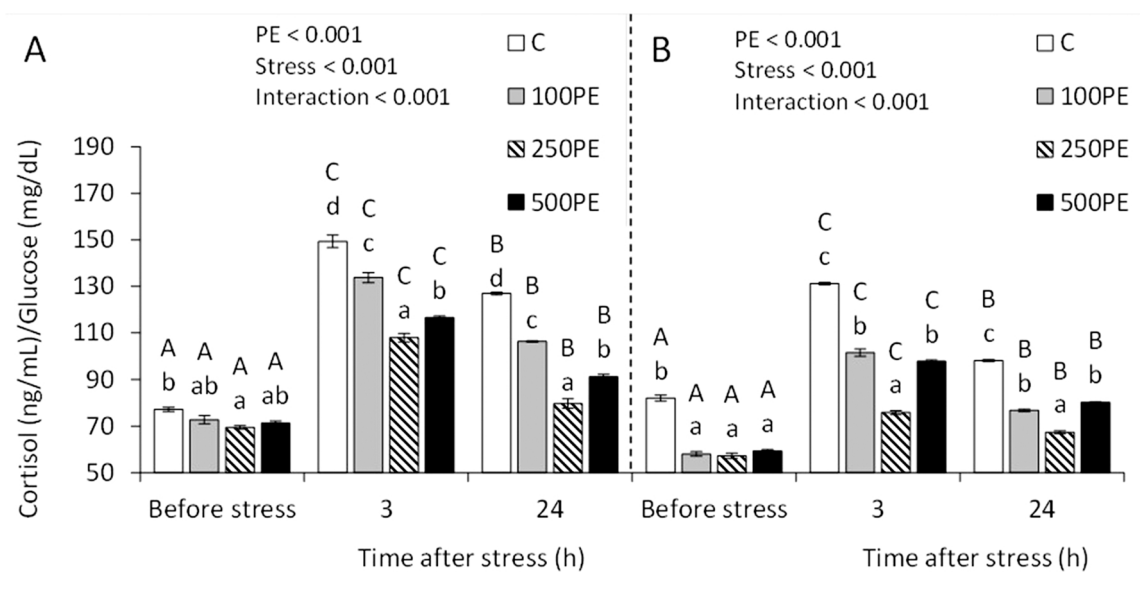 A
PE < 0.001
Stress < 0.001
Interaction < 0.001
C
100PE
250PE
500PE
B
PE < 0.001
Stress < 0.001
Interaction < 0.001
C
100PE
250PE
500PE
Cortisol (ng/mL)/Glucose (mg/dL)
190
170
150
130
110
90
70
50
A
b
A
ab
A
a
A
ab
C
d
C
c
C
a
C
b
B
d
B
c
B
a
B
b
A
b
A
a
A
a
A
a
C
c
C
b
C
a
C
b
B
c
B
b
B
a
B
b
Before stress 3 24 Before stress 3 24
Time after stress (h) Time after stress (h)